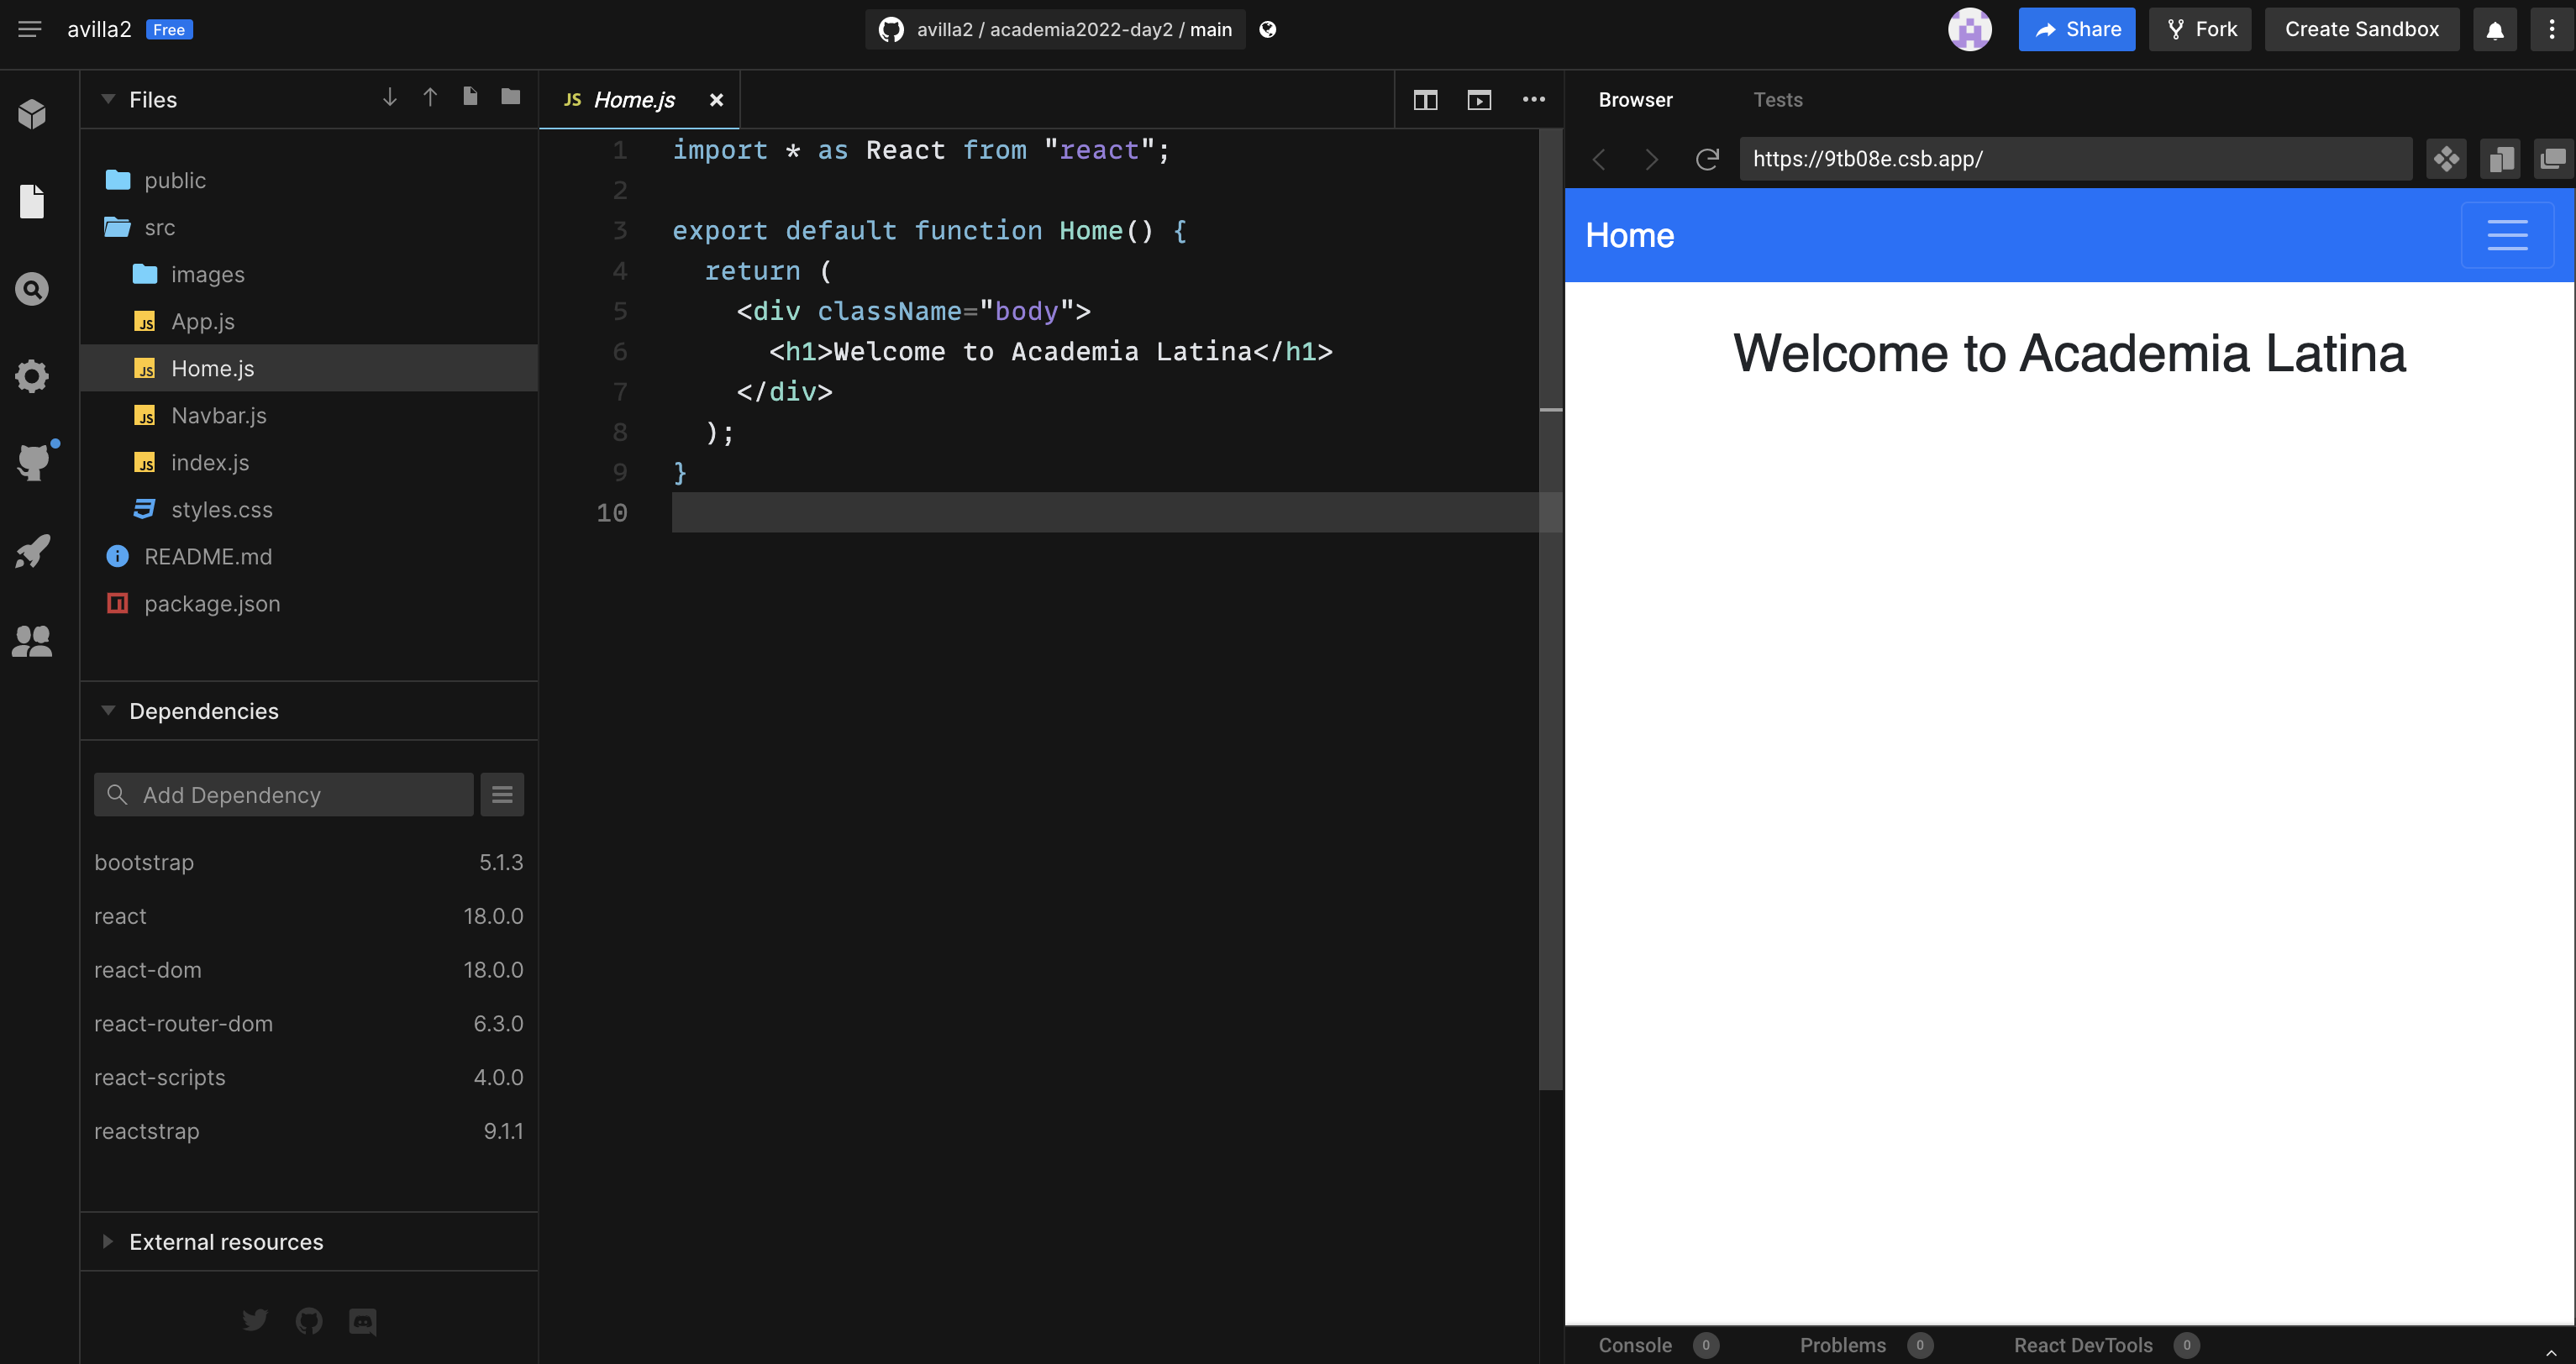 avilla2 Free
avilla2 / academia2022-day2 / main
Share Fork Create Sandbox
Files
public
src
images
JS App.js
JS Home.js
JS Navbar.js
JS index.js
styles.css
README.md
package.json
Dependencies
Add Dependency
bootstrap 5.1.3
react 18.0.0
react-dom 18.0.0
react-router-dom 6.3.0
react-scripts 4.0.0
reactstrap 9.1.1
External resources
JS Home.js
1 import * as React from "react";
2
3 export default function Home() {
4 return (
5 <div className="body">
6 <h1>Welcome to Academia Latina</h1>
7 </div>
8 );
9 }
10
Browser Tests
https://9tb08e.csb.app/
Home
Welcome to Academia Latina
Console 0 Problems 0 React DevTools 0